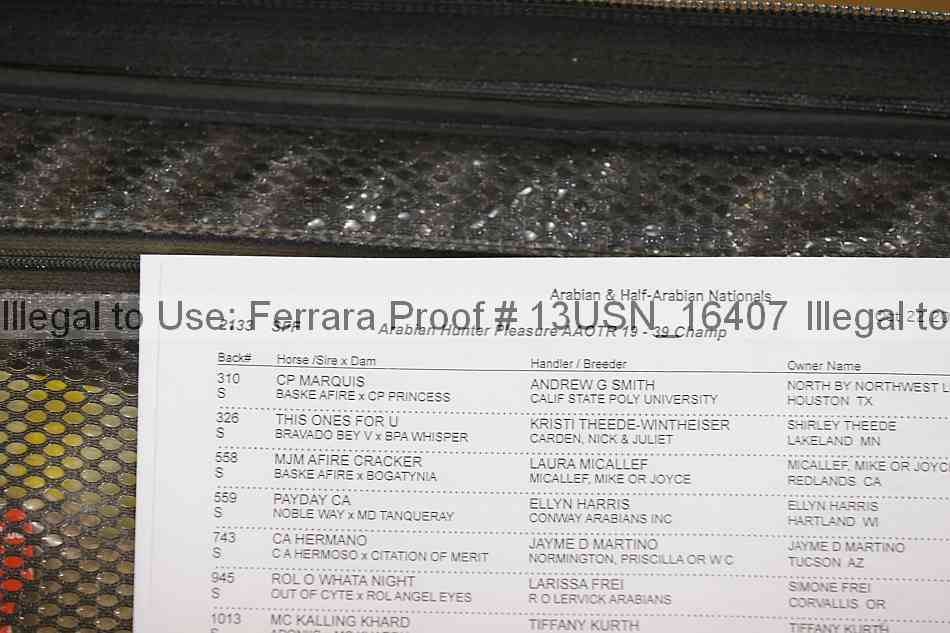 Arabian & Half-Arabian Nationals
Illegal to Use: Ferrara Proof # 13USN_16407 Illegal to
2133 SFF Arabian Hunter Pleasure AAOTR 19 - 39 Champ
Back# Horse /Sire x Dam Handler / Breeder Owner Name
310 CP MARQUIS ANDREW G SMITH NORTH BY NORTHWEST L
S BASKE AFIRE x CP PRINCESS CALIF STATE POLY UNIVERSITY HOUSTON TX
326 THIS ONES FOR U KRISTI THEEDE-WINTHEISER SHIRLEY THEEDE
S BRAVADO BEY V x BPA WHISPER CARDEN, NICK & JULIET LAKELAND MN
558 MJM AFIRE CRACKER LAURA MICALLEF MICALLEF, MIKE OR JOYC
S BASKE AFIRE x BOGATYNIA MICALLEF, MIKE OR JOYCE REDLANDS CA
559 PAYDAY CA ELLYN HARRIS ELLYN HARRIS
S NOBLE WAY x MD TANQUERAY CONWAY ARABIANS INC HARTLAND WI
743 CA HERMANO JAYME D MARTINO JAYME D MARTINO
S C A HERMOSO x CITATION OF MERIT NORMINGTON, PRISCILLA OR W C TUCSON AZ
945 ROL O WHATA NIGHT LARISSA FREI SIMONE FREI
S OUT OF CYTE x ROL ANGEL EYES R O LERVICK ARABIANS CORVALLIS OR
1013 MC KALLING KHARD TIFFANY KURTH TIFFANY KURTH